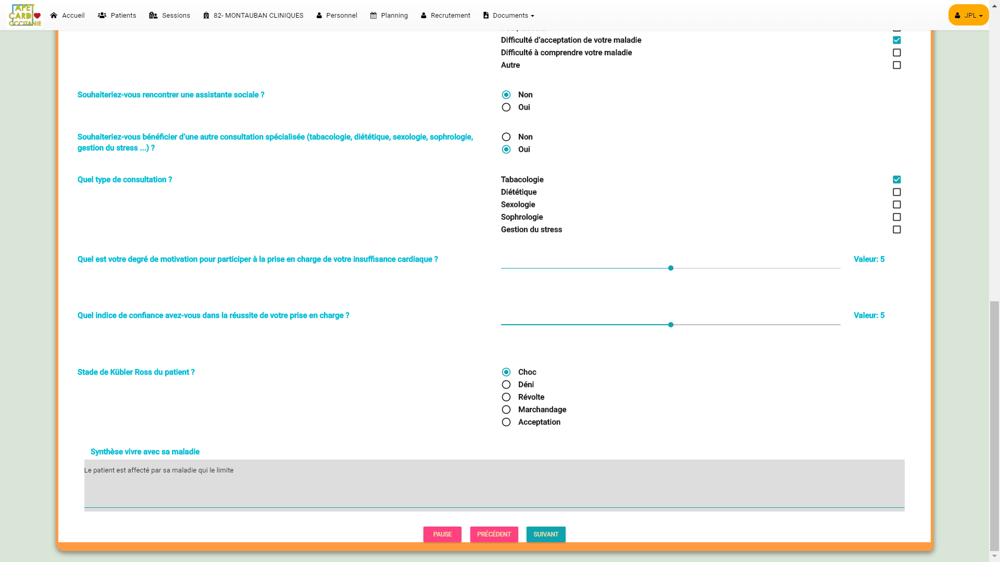 APET
CARDI
OCCITANIE
Accueil
Patients
Sessions
82- MONTAUBAN CLINIQUES
Personnel
Planning
Recrutement
Documents
JPL
Difficulté d’acceptation de votre maladie
Difficulté à comprendre votre maladie
Autre
Souhaiteriez-vous rencontrer une assistante sociale ?
Non
Oui
Souhaiteriez-vous bénéficier d’une autre consultation spécialisée (tabacologie, diététique, sexologie, sophrologie,
gestion du stress ...) ?
Non
Oui
Quel type de consultation ?
Tabacologie
Diététique
Sexologie
Sophrologie
Gestion du stress
Quel est votre degré de motivation pour participer à la prise en charge de votre insuffisance cardiaque ?
Valeur: 5
Quel indice de confiance avez-vous dans la réussite de votre prise en charge ?
Valeur: 5
Stade de Kübler Ross du patient ?
Choc
Déni
Révolte
Marchandage
Acceptation
Synthèse vivre avec sa maladie
Le patient est affecté par sa maladie qui le limite
PAUSE
PRÉCÉDENT
SUIVANT